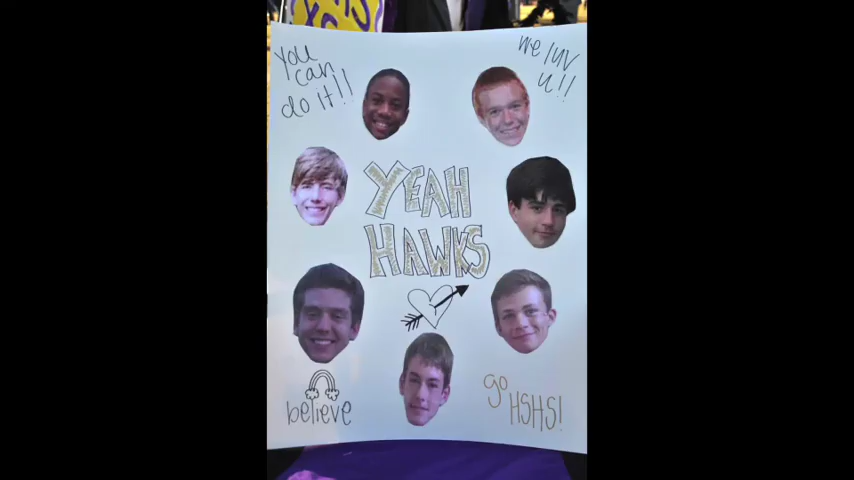 you
can
do it!!
we luv
u!!
YEAH
HAWKS
believe
go
HSHS!